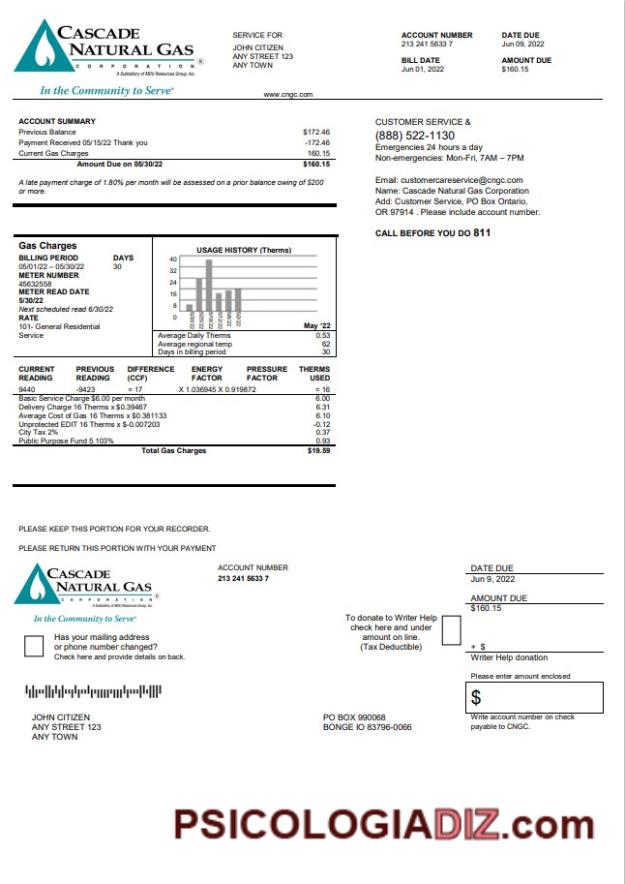 CASCADE
NATURAL GAS
CORPORATION
A Subsidiary of MDU Resources Group, Inc.
In the Community to Serve®
SERVICE FOR
JOHN CITIZEN
ANY STREET 123
ANY TOWN
www.cngc.com
ACCOUNT NUMBER
213 241 5633 7
DATE DUE
Jun 09, 2022
BILL DATE
Jun 01, 2022
AMOUNT DUE
$160.15
ACCOUNT SUMMARY
Previous Balance $172.46
Payment Received 05/15/22 Thank you -172.46
Current Gas Charges 160.15
Amount Due on 05/30/22 $160.15
A late payment charge of 1.80% per month will be assessed on a prior balance owing of $200
or more.
CUSTOMER SERVICE &
(888) 522-1130
Emergencies 24 hours a day
Non-emergencies: Mon-Fri, 7AM – 7PM
Email: customercareservice@cngc.com
Name: Cascade Natural Gas Corporation
Add: Customer Service, PO Box Ontario,
OR 97914 . Please include account number.
CALL BEFORE YOU DO 811
Gas Charges
BILLING PERIOD DAYS
05/01/22 – 05/30/22 30
METER NUMBER
45632558
METER READ DATE
5/30/22
Next scheduled read 6/30/22
RATE
101- General Residential
Service
USAGE HISTORY (Therms)
40
32
24
16
8
0
May '22
Average Daily Therms 0.53
Average regional temp 62
Days in billing period 30
CURRENT READING PREVIOUS READING DIFFERENCE (CCF) ENERGY FACTOR PRESSURE FACTOR THERMS USED
9440 -9423 = 17 X 1.036945 X 0.919872 = 16
Basic Service Charge $6.00 per month 6.00
Delivery Charge 16 Therms x $0.39467 6.31
Average Cost of Gas 16 Therms x $0.381133 6.10
Unprotected EDIT 16 Therms x $-0.007203 -0.12
City Tax 2% 0.37
Public Purpose Fund 5.103% 0.93
Total Gas Charges $19.59
PLEASE KEEP THIS PORTION FOR YOUR RECORDER.
PLEASE RETURN THIS PORTION WITH YOUR PAYMENT
CASCADE
NATURAL GAS
CORPORATION
A Subsidiary of MDU Resources Group, Inc.
In the Community to Serve®
ACCOUNT NUMBER
213 241 5633 7
DATE DUE
Jun 9, 2022
AMOUNT DUE
$160.15
Has your mailing address
or phone number changed?
Check here and provide details on back.
To donate to Writer Help
check here and under
amount on line.
(Tax Deductible)
+ $
Writer Help donation
Please enter amount enclosed
$
Write account number on check
payable to CNGC.
JOHN CITIZEN
ANY STREET 123
ANY TOWN
PO BOX 990068
BONGE IO 83796-0066
PSICOLOGIADIZ.com